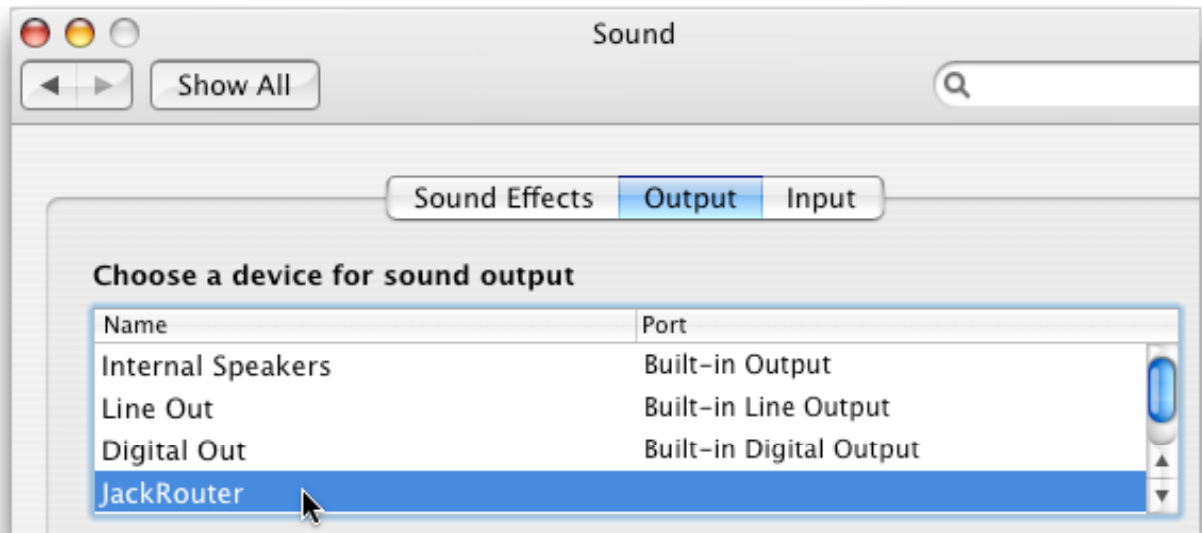 Sound
Show All
Sound Effects Output Input
Choose a device for sound output
Name Port
Internal Speakers Built-in Output
Line Out Built-in Line Output
Digital Out Built-in Digital Output
JackRouter